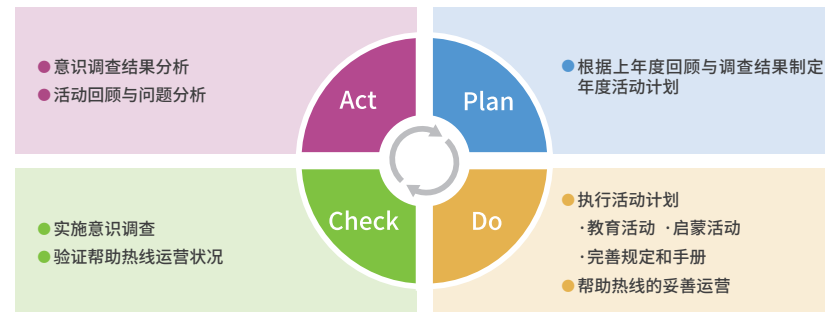 ●意识调查结果分析
●活动回顾与问题分析
Act
Plan
●根据上年度回顾与调查结果制定
年度活动计划
●实施意识调查
●验证帮助热线运营状况
Check
Do
●执行活动计划
·教育活动 ·启蒙活动
·完善规定和手册
●帮助热线的妥善运营